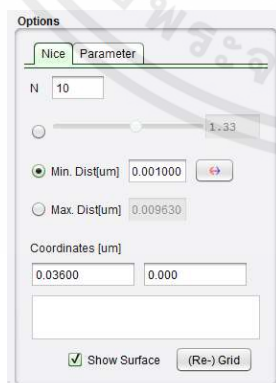 Options
Nice Parameter
N 10
1.33
Min. Dist[um] 0.001000
Max. Dist[um] 0.009630
Coordinates [um]
0.03600 0.000
Show Surface (Re-) Grid